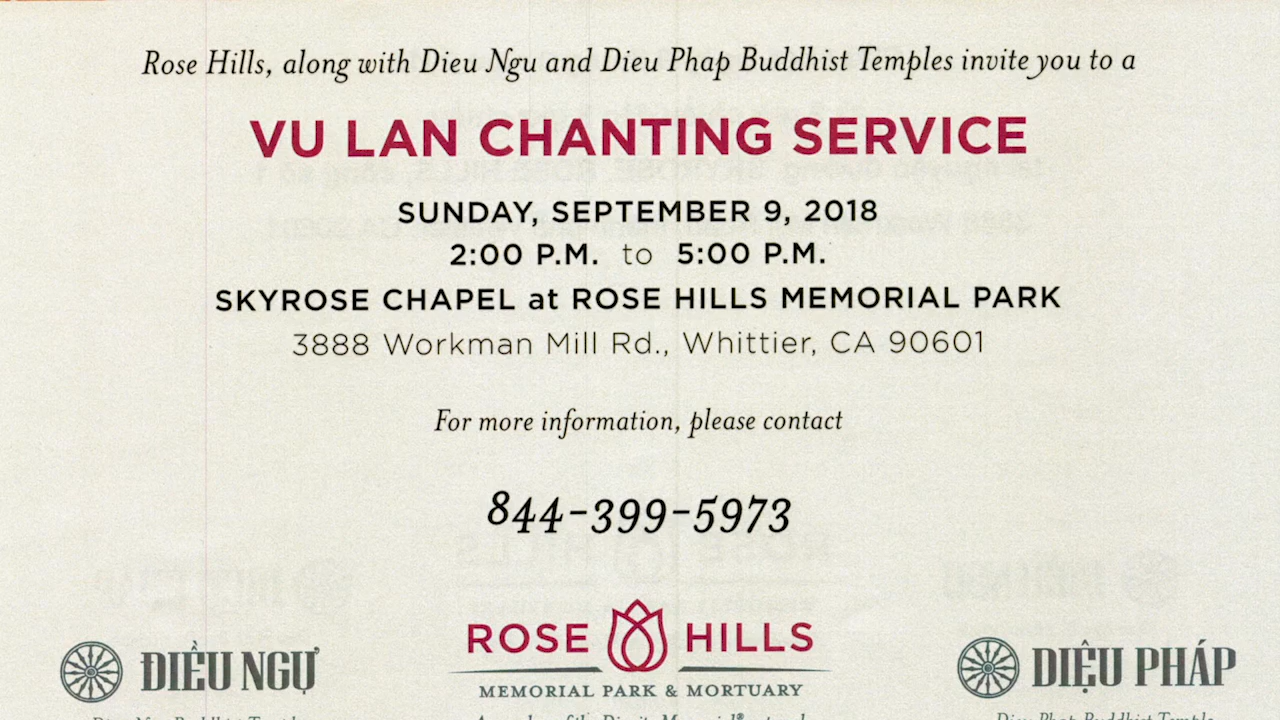 Rose Hills, along with Dieu Ngu and Dieu Phap Buddhist Temples invite you to a
VU LAN CHANTING SERVICE
SUNDAY, SEPTEMBER 9, 2018
2:00 P.M. to 5:00 P.M.
SKYROSE CHAPEL at ROSE HILLS MEMORIAL PARK
3888 Workman Mill Rd., Whittier, CA 90601
For more information, please contact
844-399-5973
ROSE HILLS
MEMORIAL PARK & MORTUARY
ĐIỀU NGỰ
DIỆU PHÁP